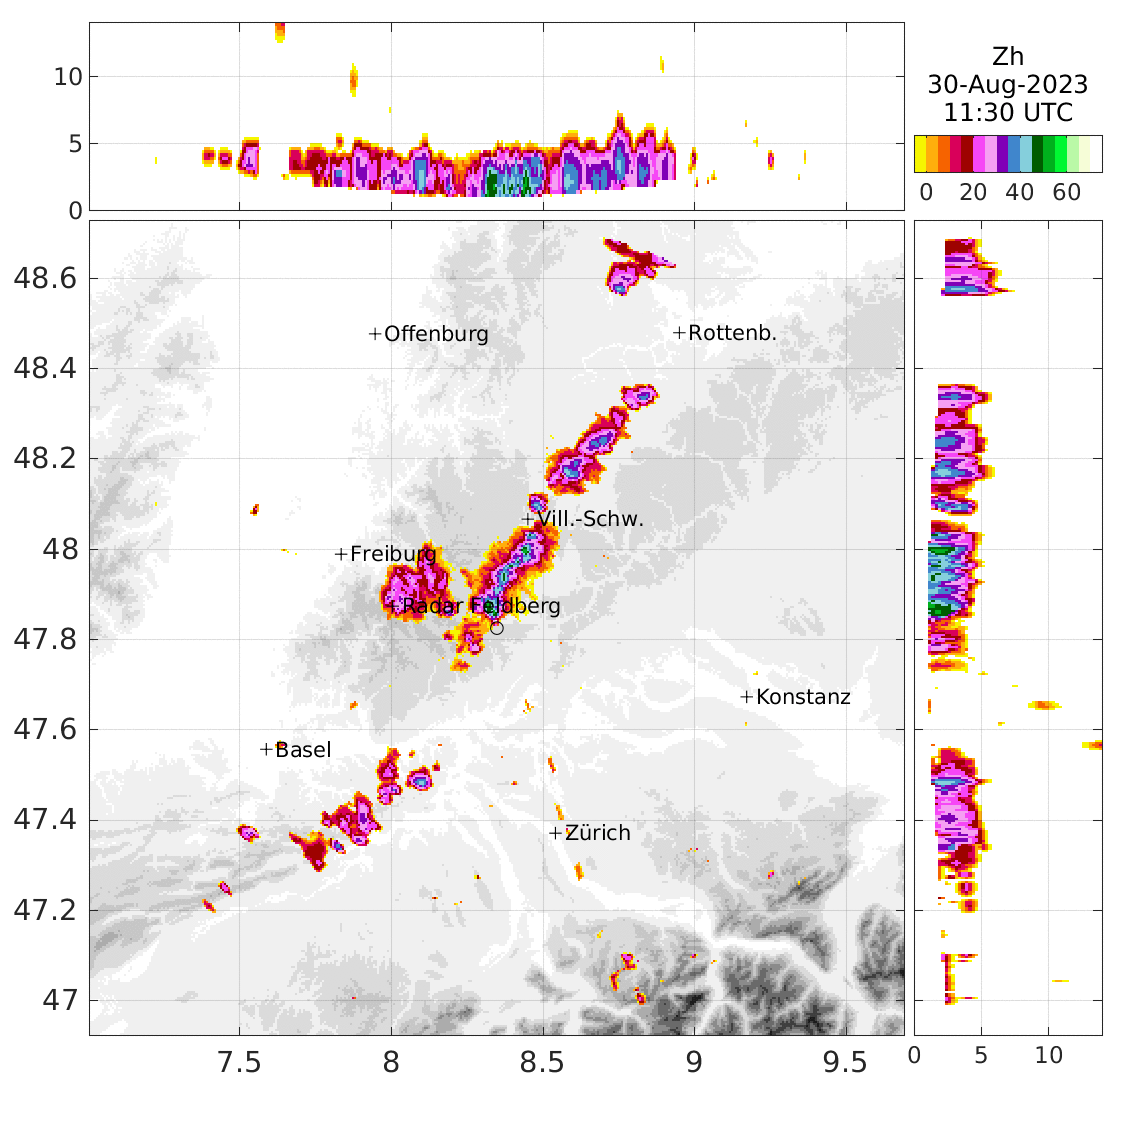 10
5
0
Zh
30-Aug-2023
11:30 UTC
0 20 40 60
48.6
48.4
48.2
48
47.8
47.6
47.4
47.2
47
Offenburg
Rottenb.
Vill.-Schw.
Freiburg
Radar Feldberg
Konstanz
Basel
Zürich
7.5 8 8.5 9 9.5
0 5 10